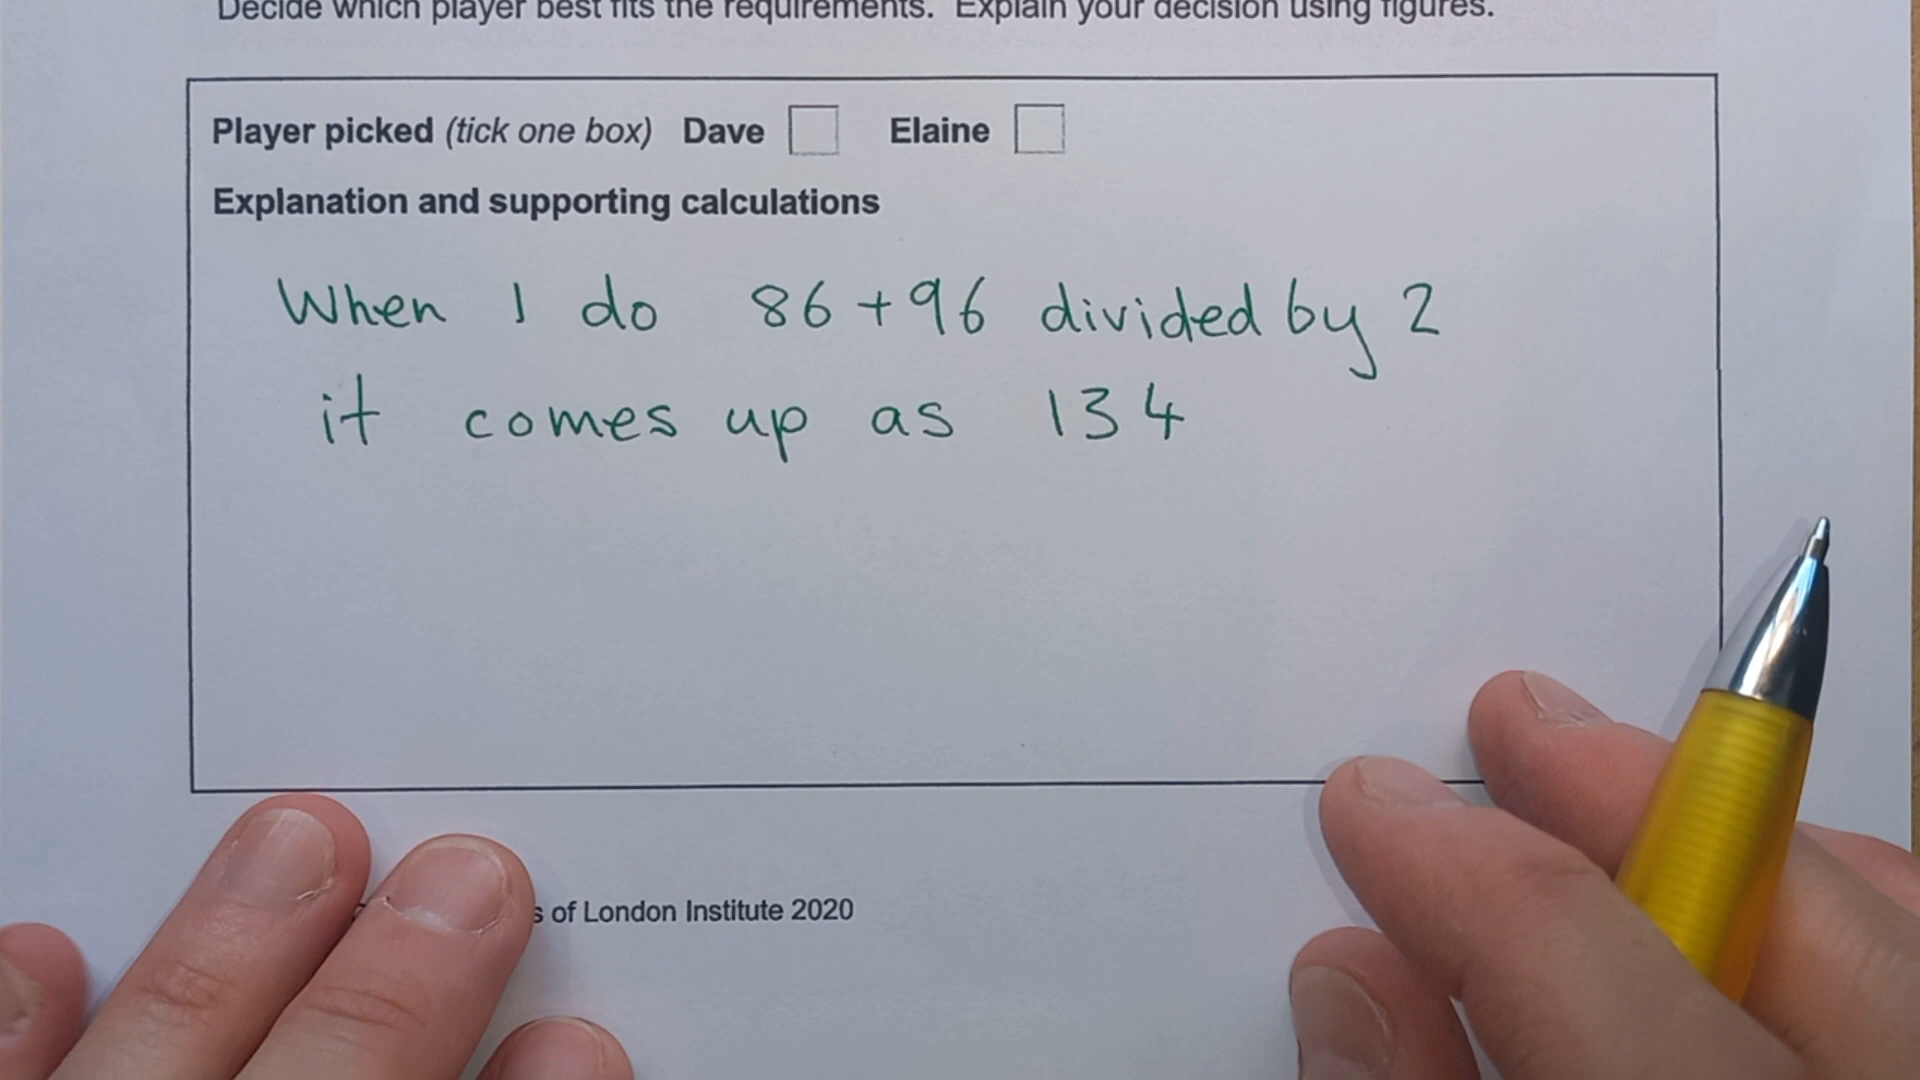 Decide which player best fits the requirements. Explain your decision using figures.
Player picked (tick one box) Dave Elaine
Explanation and supporting calculations
When I do 86+96 divided by 2
it comes up as 134
of London Institute 2020